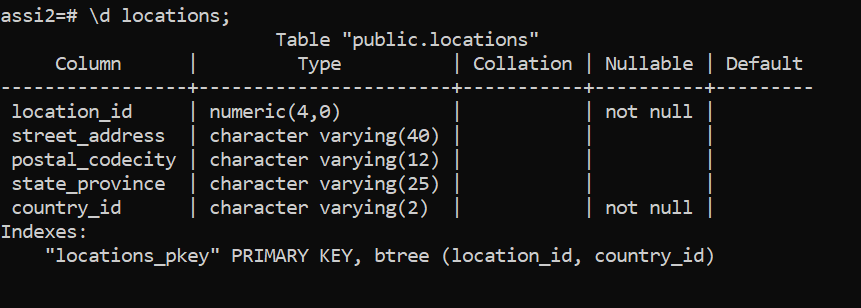 assi2=# \d locations;
                        Table "public.locations"
     Column      |         Type          | Collation | Nullable | Default
-----------------+-----------------------+-----------+----------+---------
 location_id     | numeric(4,0)          |           | not null |
 street_address  | character varying(40) |           |          |
 postal_codecity | character varying(12) |           |          |
 state_province  | character varying(25) |           |          |
 country_id      | character varying(2)  |           | not null |
Indexes:
    "locations_pkey" PRIMARY KEY, btree (location_id, country_id)